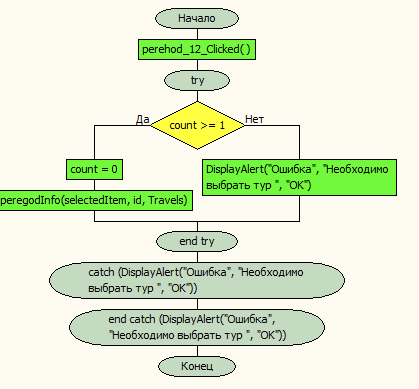 Начало
perehod_12_Clicked()
try
Да
Нет
count >= 1
count = 0
DisplayAlert("Ошибка", "Необходимо
выбрать тур ", "OK")
peregodInfo(selectedItem, id, Travels)
end try
catch (DisplayAlert("Ошибка", "Необходимо
выбрать тур ", "OK"))
end catch (DisplayAlert("Ошибка",
"Необходимо выбрать тур ", "OK"))
Конец